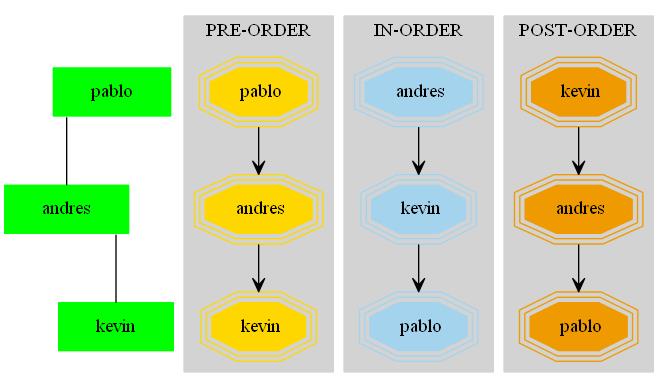 PRE-ORDER IN-ORDER POST-ORDER
pablo pablo andres kevin
andres andres kevin andres
kevin kevin pablo pablo